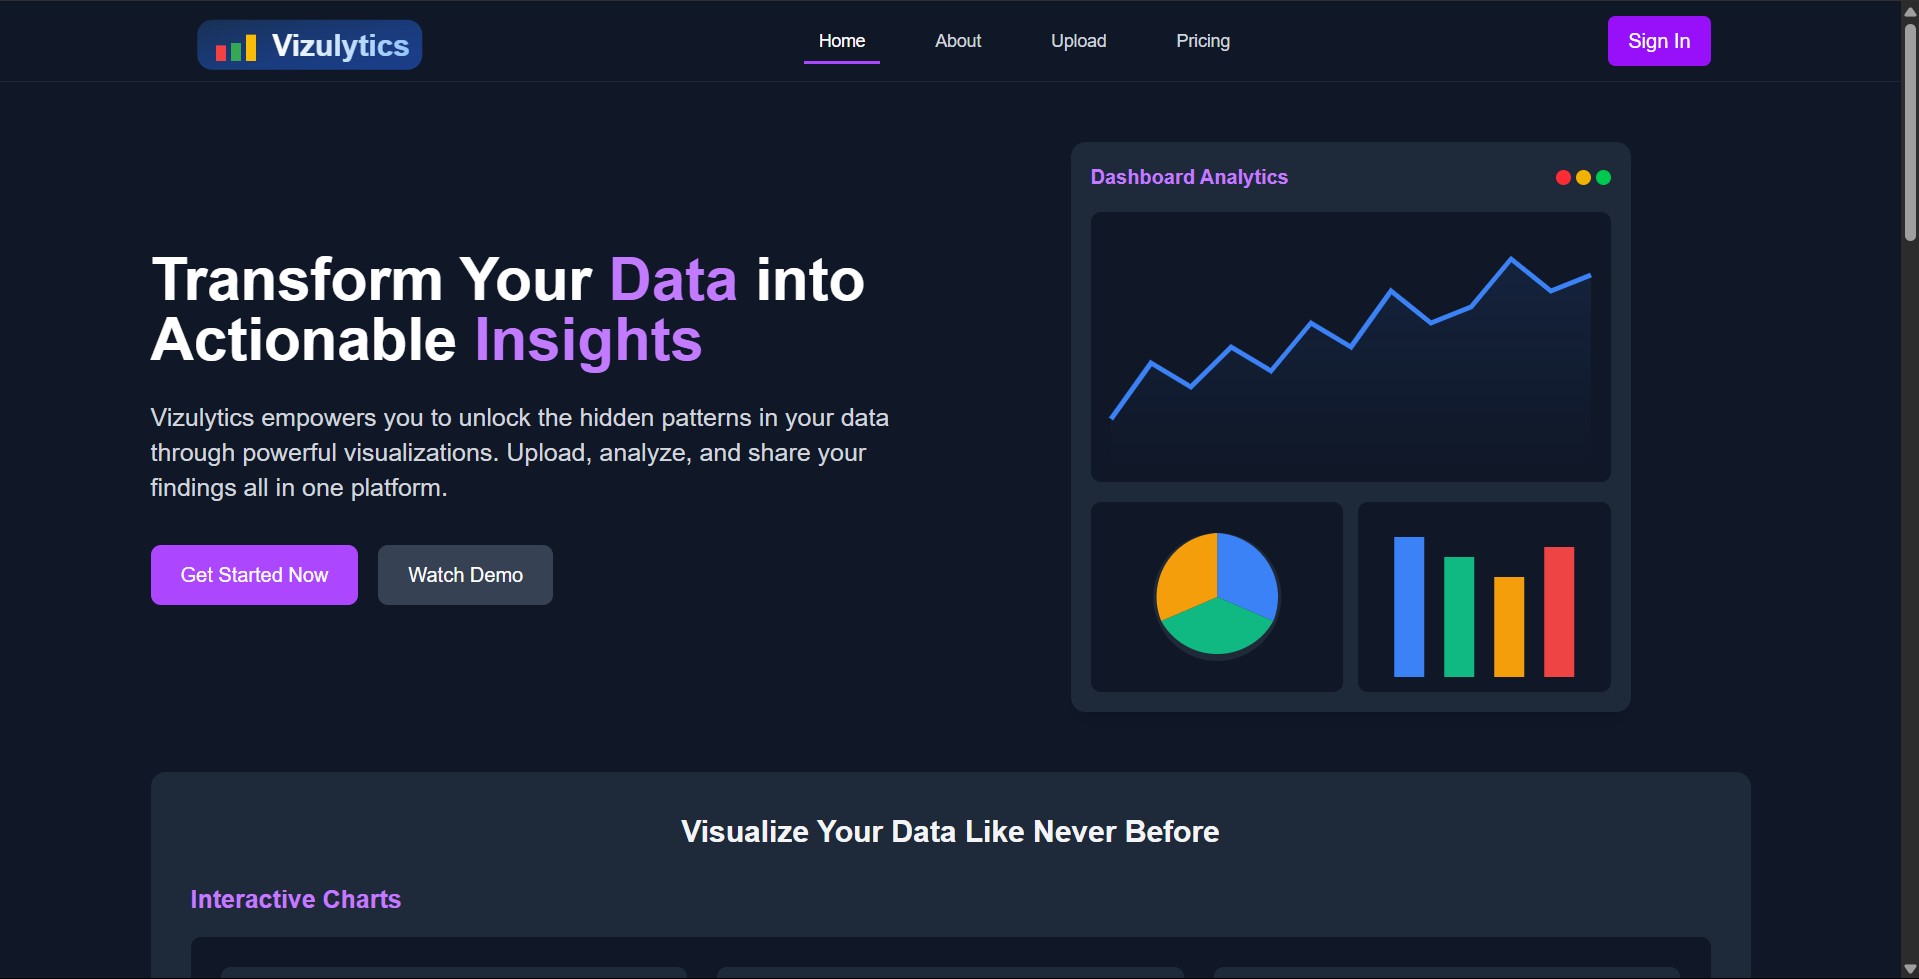 Vizulytics
Home
About
Upload
Pricing
Sign In
Transform Your Data into
Actionable Insights
Vizulytics empowers you to unlock the hidden patterns in your data
through powerful visualizations. Upload, analyze, and share your
findings all in one platform.
Get Started Now
Watch Demo
Dashboard Analytics
Visualize Your Data Like Never Before
Interactive Charts